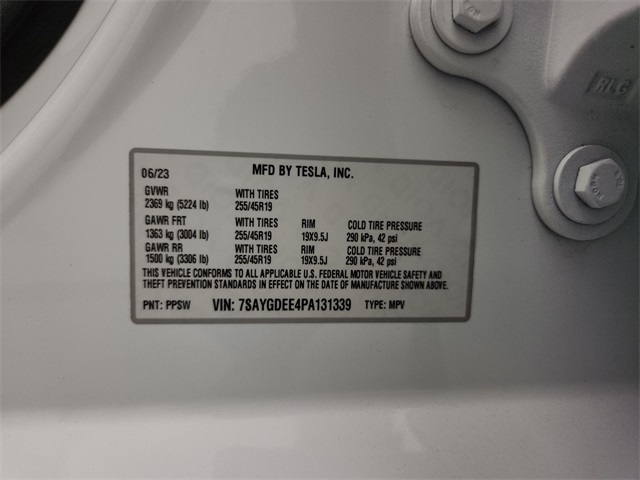 RLG
06/23 MFD BY TESLA, INC.
GVWR WITH TIRES
2369 kg (5224 lb) 255/45R19
GAWR FRT WITH TIRES RIM COLD TIRE PRESSURE
1363 kg (3004 lb) 255/45R19 19X9.5J 290 kPa, 42 psi
GAWR RR WITH TIRES RIM COLD TIRE PRESSURE
1500 kg (3306 lb) 255/45R19 19X9.5J 290 kPa, 42 psi
THIS VEHICLE CONFORMS TO ALL APPLICABLE U.S. FEDERAL MOTOR VEHICLE SAFETY AND
THEFT PREVENTION STANDARDS IN EFFECT ON THE DATE OF MANUFACTURE SHOWN ABOVE.
PNT: PPSW VIN: 7SAYGDEE4PA131339 TYPE: MPV